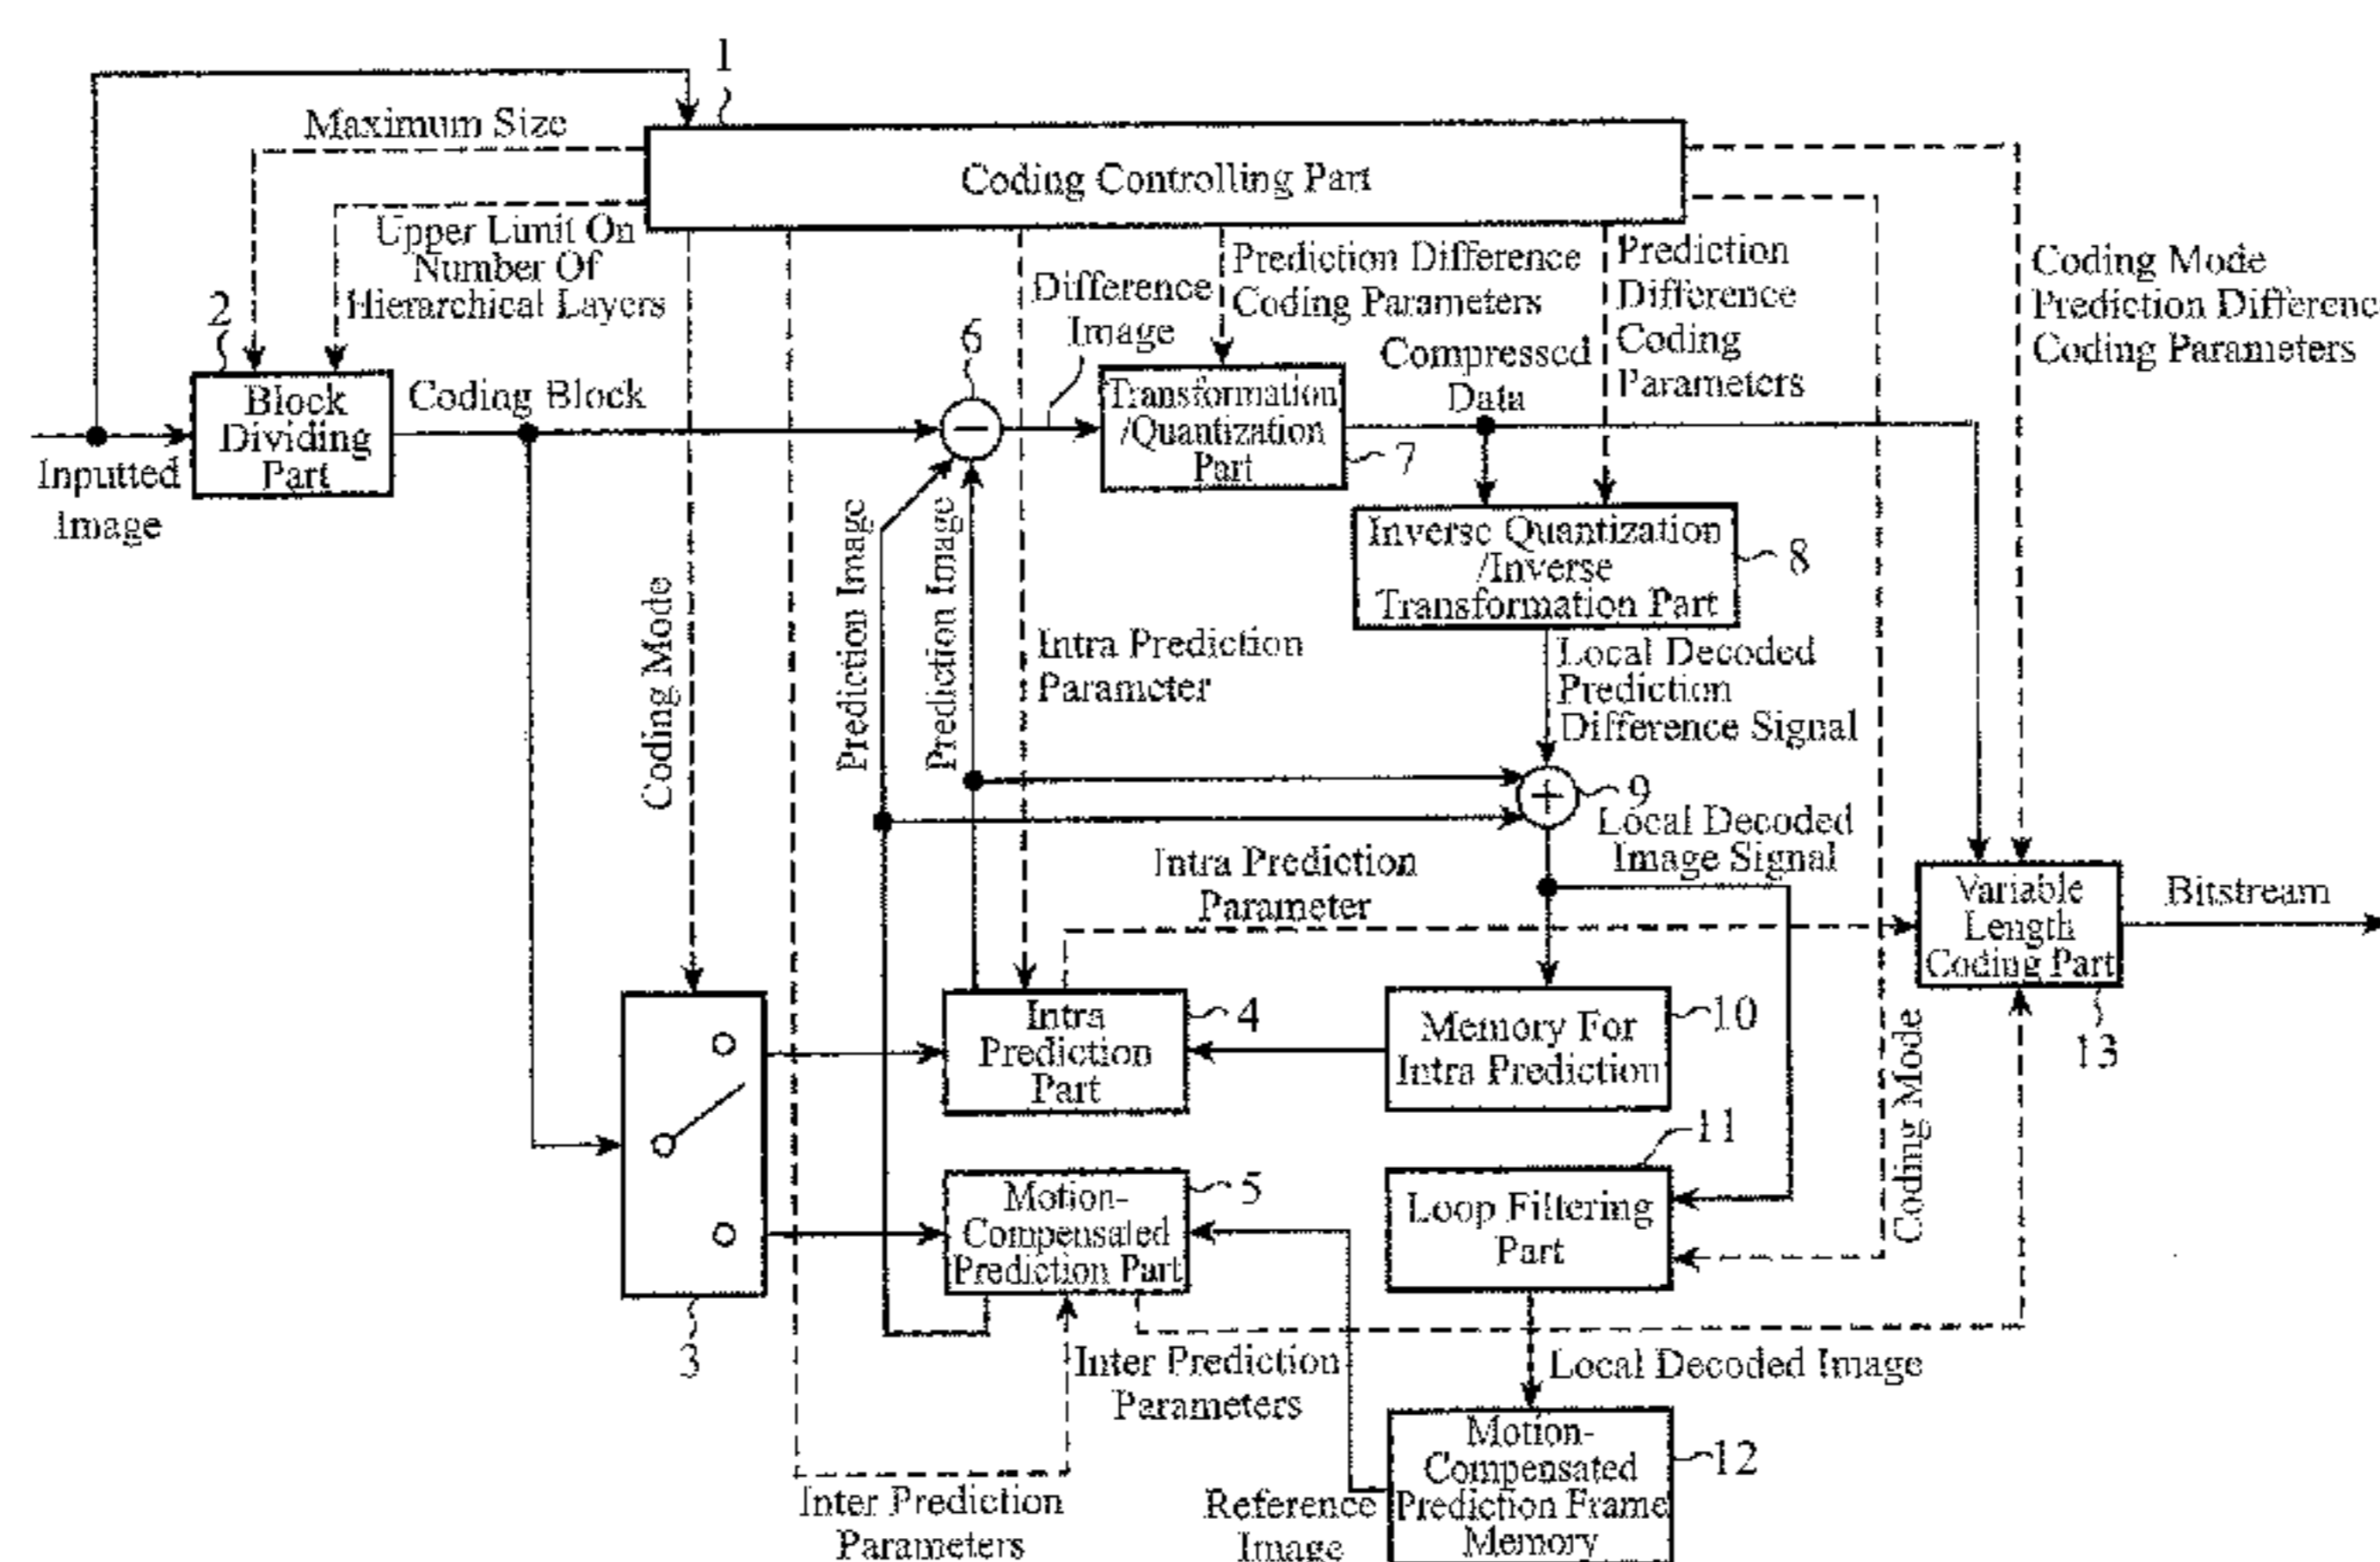 1
Maximum Size
Coding Controlling Part
Upper Limit On
Number Of
Hierarchical Layers
Prediction Difference
Coding Parameters
Prediction
Difference
Coding
Parameters
Coding Mode
Prediction Differenc
Coding Parameters
Difference
Image
2
6
Compressed
Data
Block
Dividing
Part
Coding Block
Transformation
/Quantization
Part
7
Inputted
Image
Inverse Quantization
/Inverse
Transformation Part
8
Coding Mode
Prediction Image
Prediction Image
Intra Prediction
Parameter
Local Decoded
Prediction
Difference Signal
9
Local Decoded
Image Signal
Intra Prediction
Parameter
Variable
Length
Coding Part
Bitstream
13
Intra
Prediction
Part
4
Memory For
Intra Prediction
10
Coding Mode
11
Motion-
Compensated
Prediction Part
5
Loop Filtering
Part
3
Inter Prediction
Parameters
Local Decoded Image
Inter Prediction
Parameters
Reference
Image
Motion-
Compensated
Prediction Frame
Memory
12